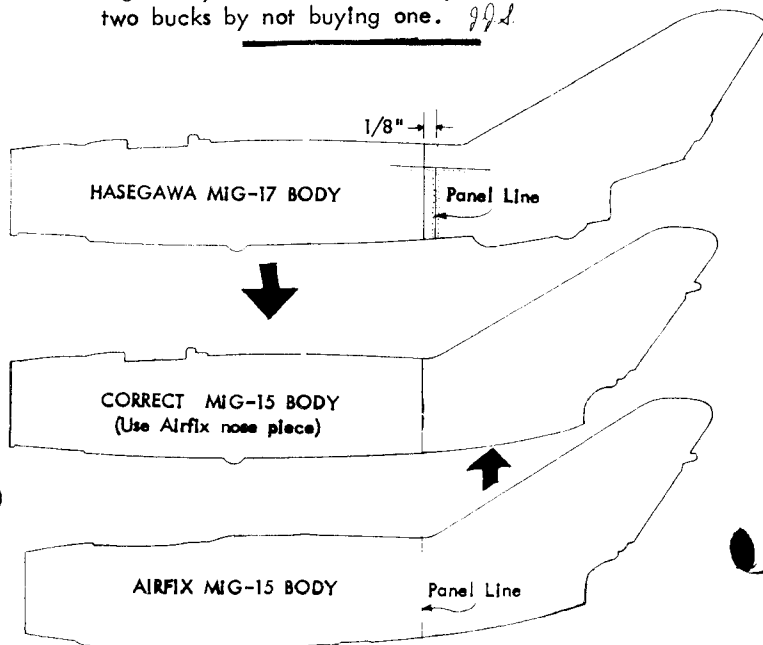 two bucks by not buying one. J.J.S.
1/8"
HASEGAWA MiG-17 BODY
Panel Line
CORRECT MiG-15 BODY
(Use Airfix nose piece)
AIRFIX MiG-15 BODY
Panel Line